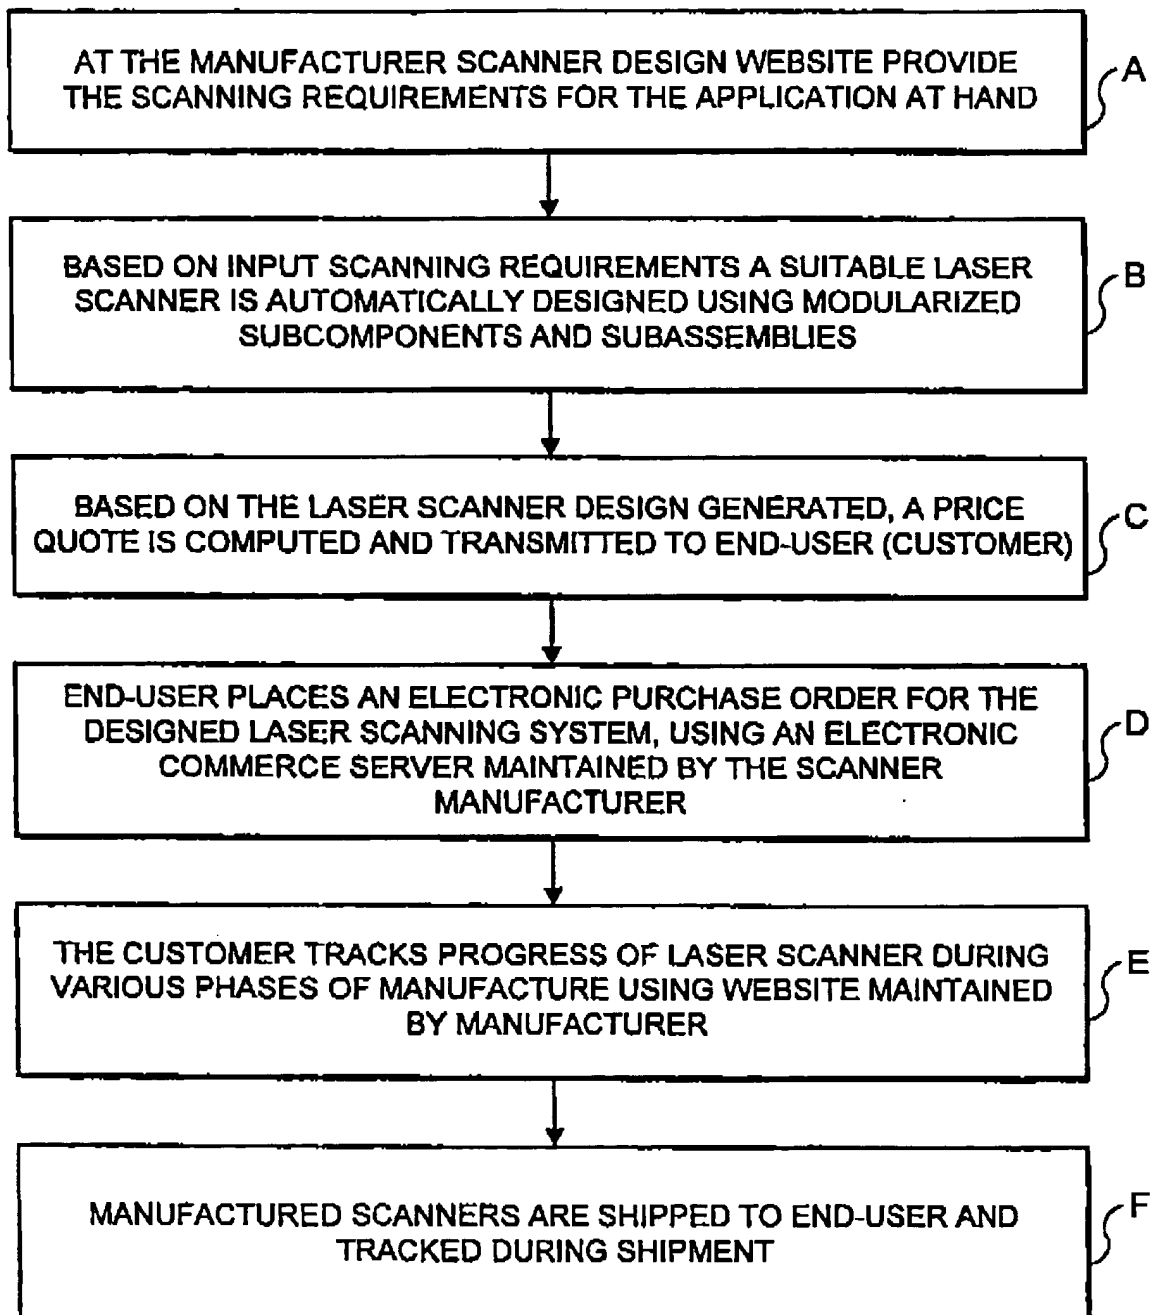 AT THE MANUFACTURER SCANNER DESIGN WEBSITE PROVIDE
THE SCANNING REQUIREMENTS FOR THE APPLICATION AT HAND
A
BASED ON INPUT SCANNING REQUIREMENTS A SUITABLE LASER
SCANNER IS AUTOMATICALLY DESIGNED USING MODULARIZED
SUBCOMPONENTS AND SUBASSEMBLIES
B
BASED ON THE LASER SCANNER DESIGN GENERATED, A PRICE
QUOTE IS COMPUTED AND TRANSMITTED TO END-USER (CUSTOMER)
C
END-USER PLACES AN ELECTRONIC PURCHASE ORDER FOR THE
DESIGNED LASER SCANNING SYSTEM, USING AN ELECTRONIC
COMMERCE SERVER MAINTAINED BY THE SCANNER
MANUFACTURER
D
THE CUSTOMER TRACKS PROGRESS OF LASER SCANNER DURING
VARIOUS PHASES OF MANUFACTURE USING WEBSITE MAINTAINED
BY MANUFACTURER
E
MANUFACTURED SCANNERS ARE SHIPPED TO END-USER AND
TRACKED DURING SHIPMENT
F